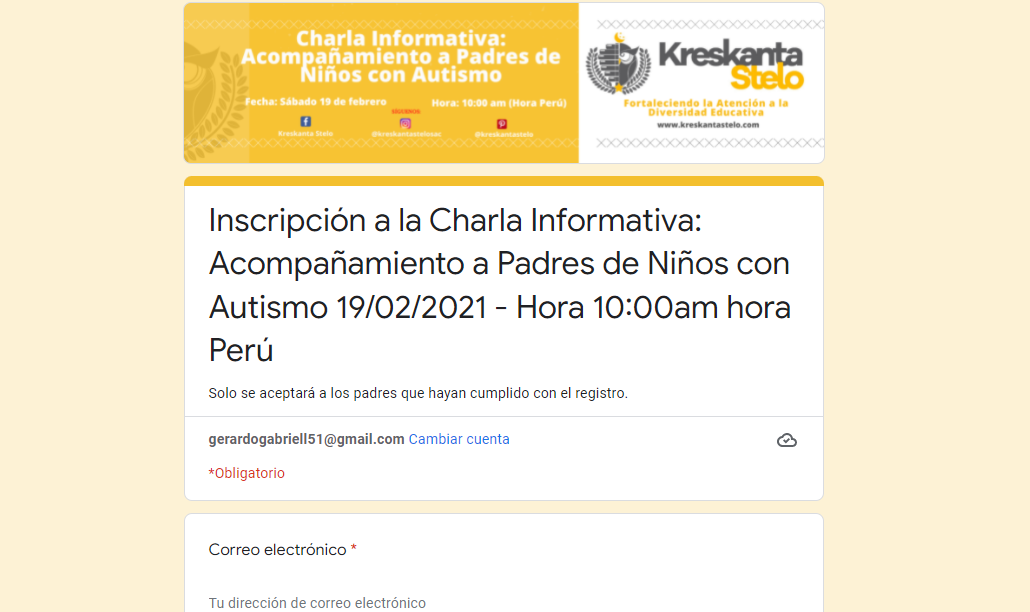 Charla Informativa:
Acompañamiento a Padres de
Niños con Autismo
Fecha: Sábado 19 de febrero
Hora: 10:00 am (Hora Perú)
SÍGUENOS:
Kreskanta Stelo
@kreskantastelosac
@kreskantastelo
Kreskanta
Stelo
Fortaleciendo la Atención a la
Diversidad Educativa
www.kreskantastelo.com
Inscripción a la Charla Informativa:
Acompañamiento a Padres de Niños con
Autismo 19/02/2021 - Hora 10:00am hora
Perú
Solo se aceptará a los padres que hayan cumplido con el registro.
gerardogabriell51@gmail.com Cambiar cuenta
*Obligatorio
Correo electrónico *
Tu dirección de correo electrónico